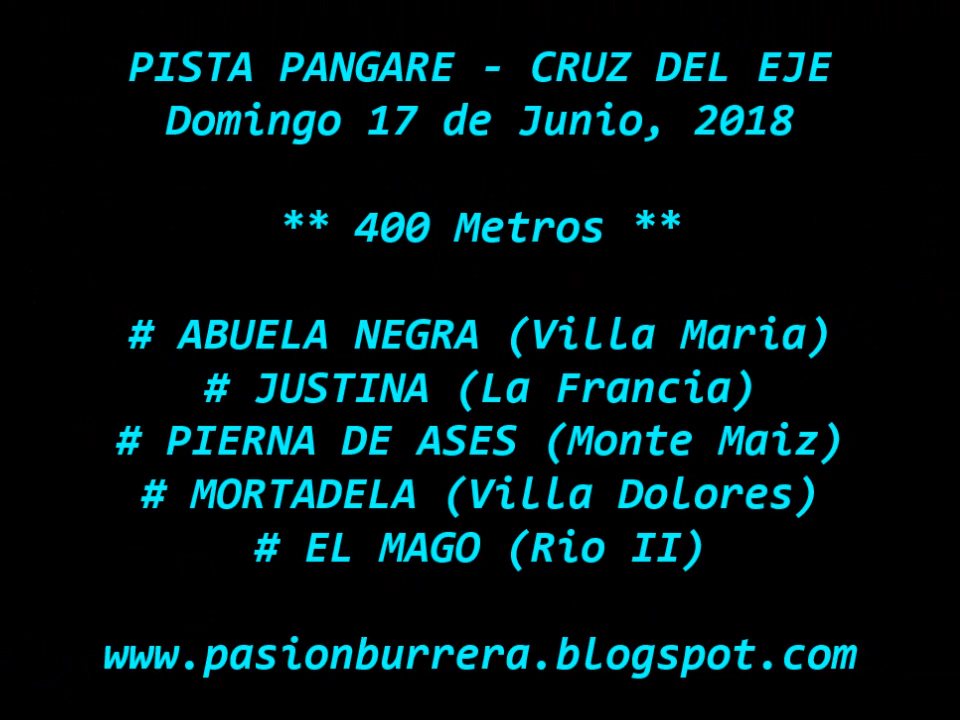 PISTA PANGARE - CRUZ DEL EJE
Domingo 17 de Junio, 2018
** 400 Metros **
# ABUELA NEGRA (Villa Maria)
# JUSTINA (La Francia)
# PIERNA DE ASES (Monte Maiz)
# MORTADELA (Villa Dolores)
# EL MAGO (Rio II)
www.pasionburrera.blogspot.com